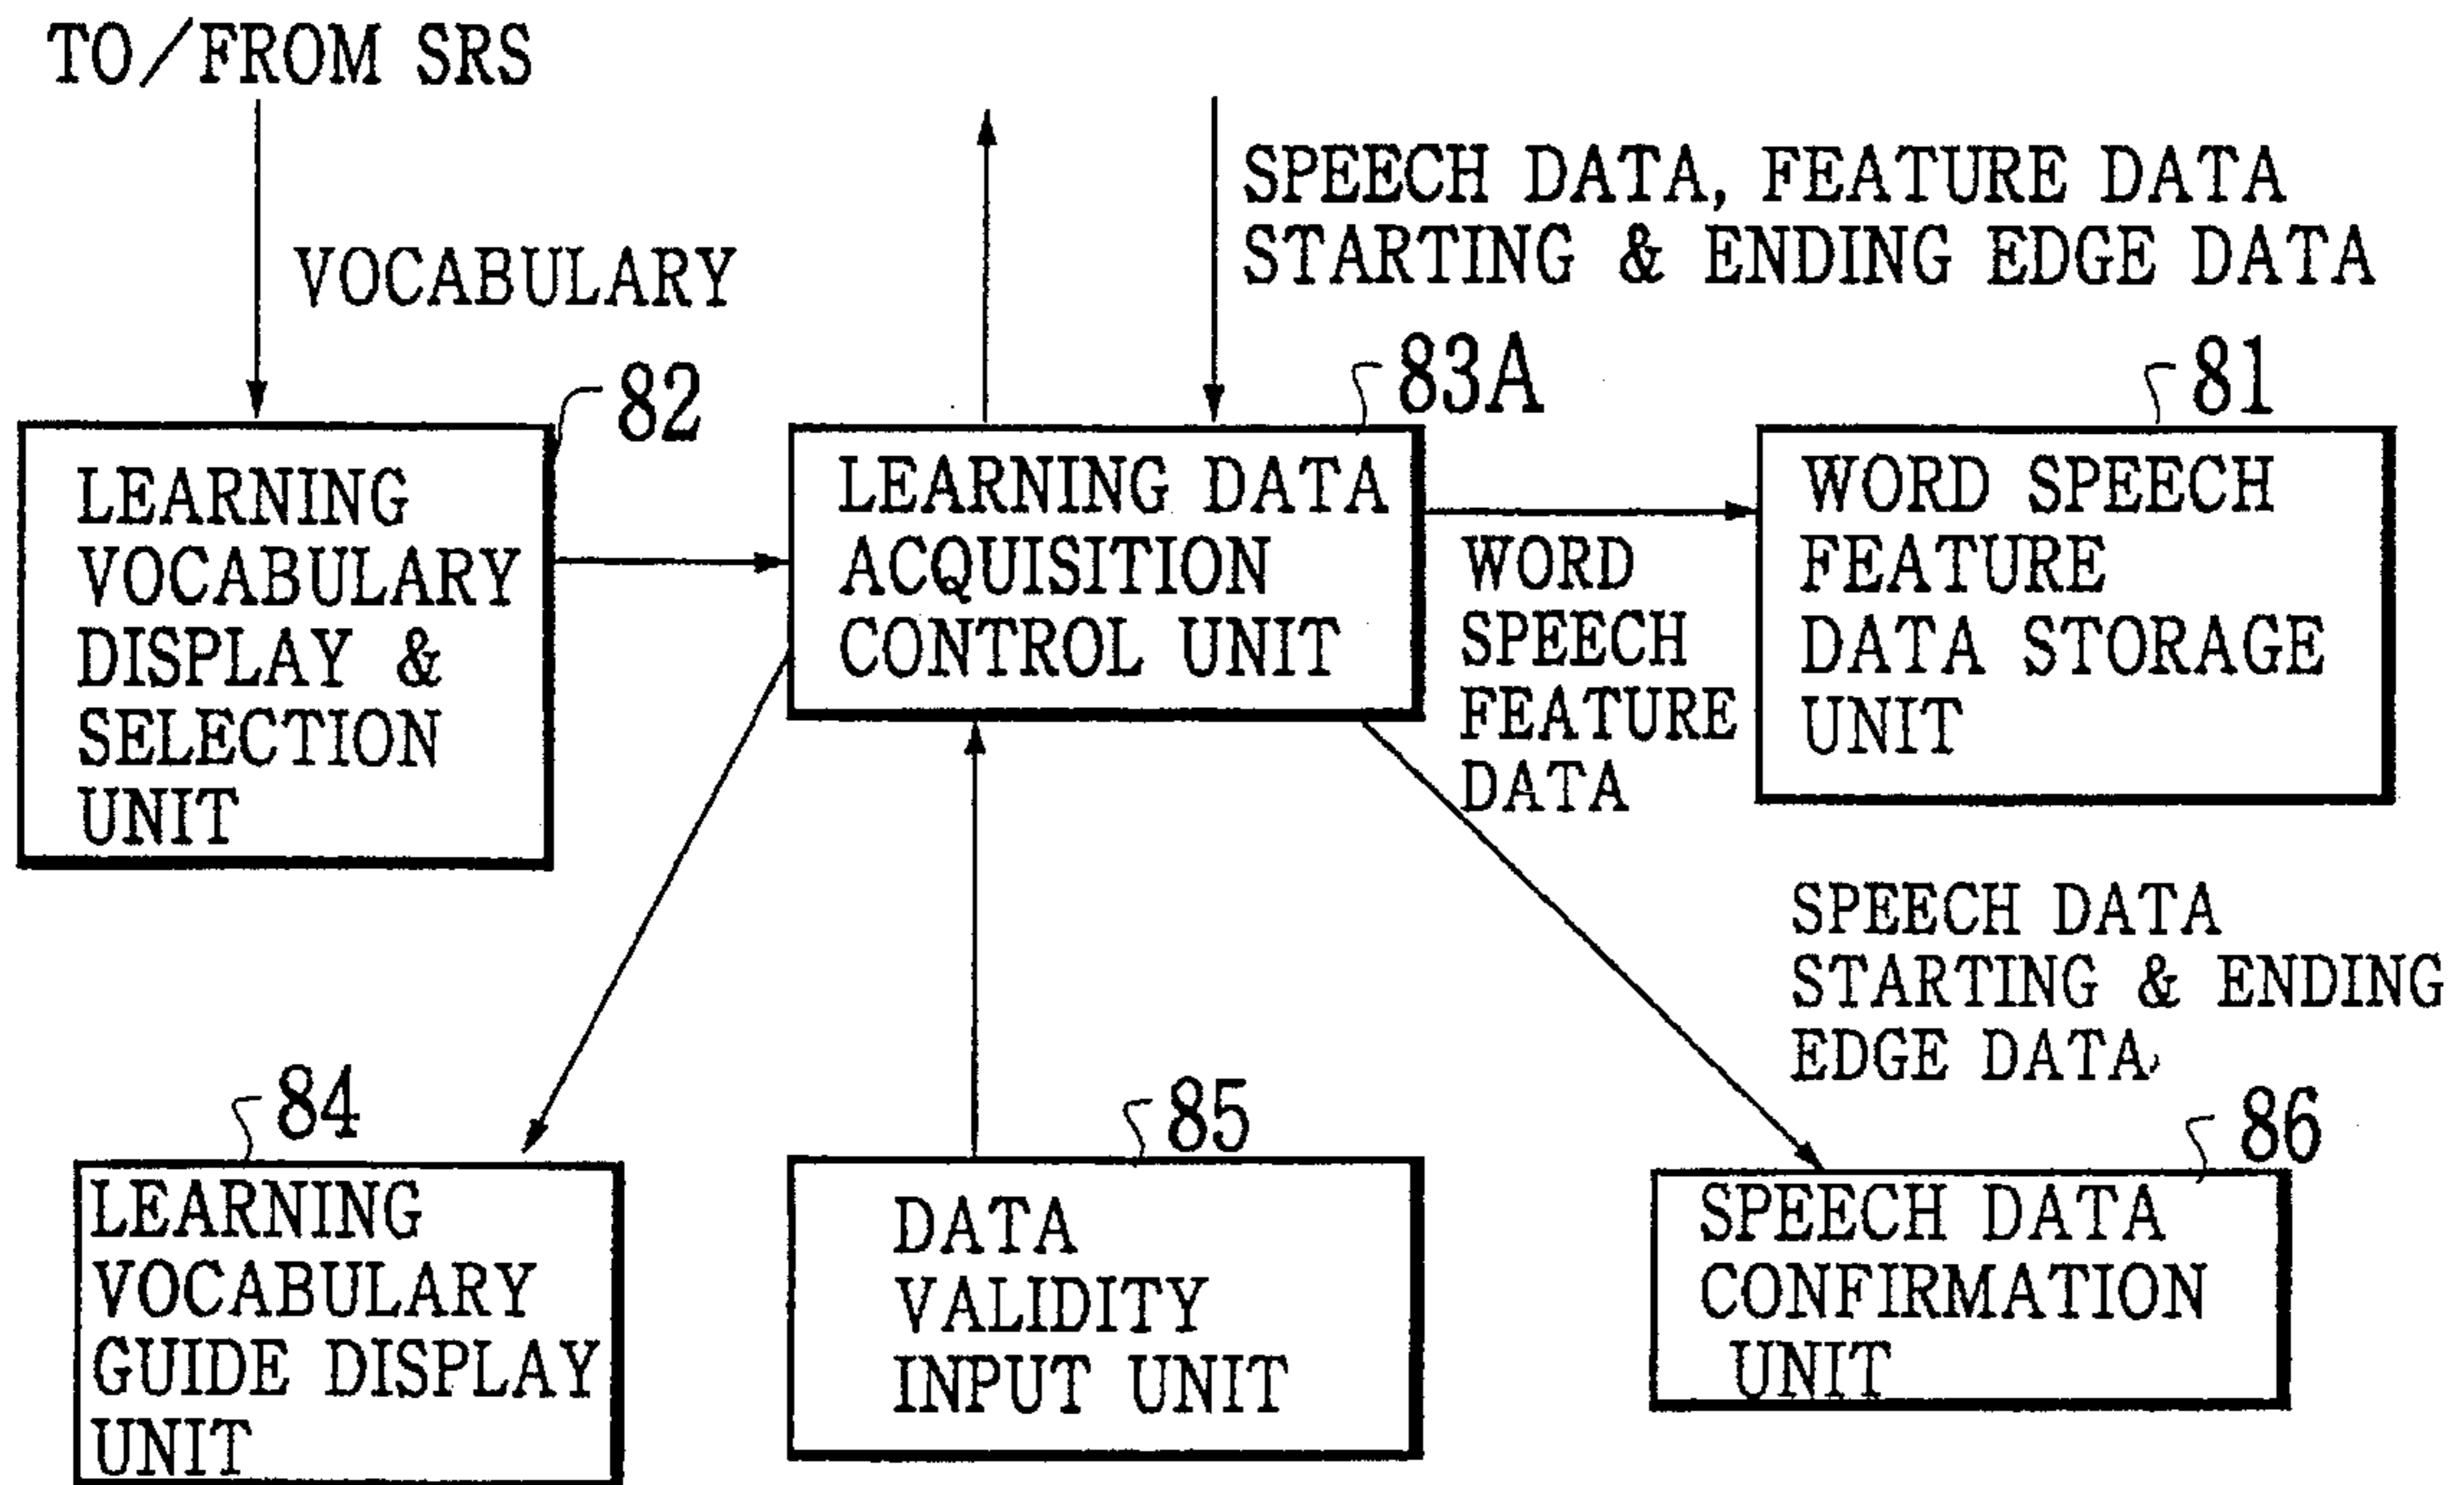 TO/FROM SRS
VOCABULARY
SPEECH DATA, FEATURE DATA
STARTING & ENDING EDGE DATA
82
83A
81
LEARNING
VOCABULARY
DISPLAY &
SELECTION
UNIT
LEARNING DATA
ACQUISITION
CONTROL UNIT
WORD
SPEECH
FEATURE
DATA
WORD SPEECH
FEATURE
DATA STORAGE
UNIT
SPEECH DATA
STARTING & ENDING
EDGE DATA
84
LEARNING
VOCABULARY
GUIDE DISPLAY
UNIT
85
DATA
VALIDITY
INPUT UNIT
86
SPEECH DATA
CONFIRMATION
UNIT